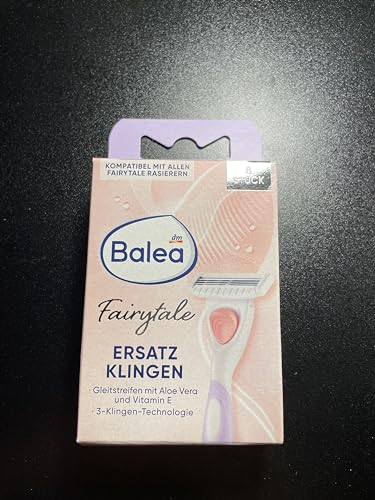 KOMPATIBEL MIT ALLEN
FAIRYTALE RASIERERN
8
STÜCK
dm
Balea
Fairytale
ERSATZ
KLINGEN
· Gleitstreifen mit Aloe Vera
und Vitamin E
· 3-Klingen-Technologie